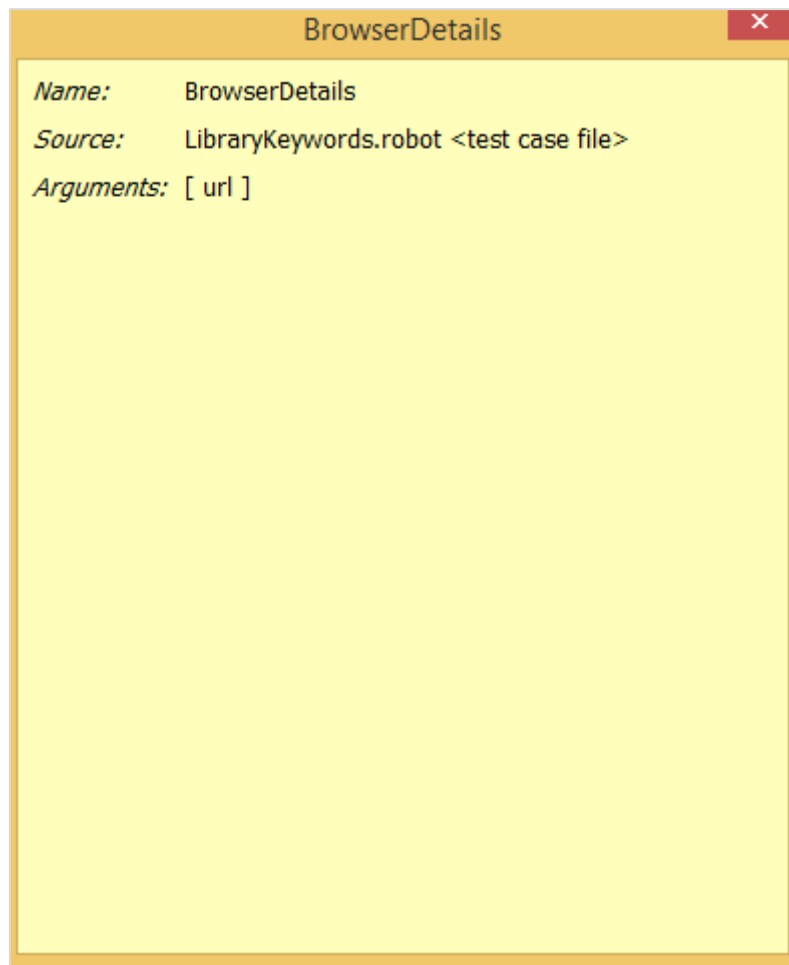 BrowserDetails
Name: BrowserDetails
Source: LibraryKeywords.robot <test case file>
Arguments: [ url ]